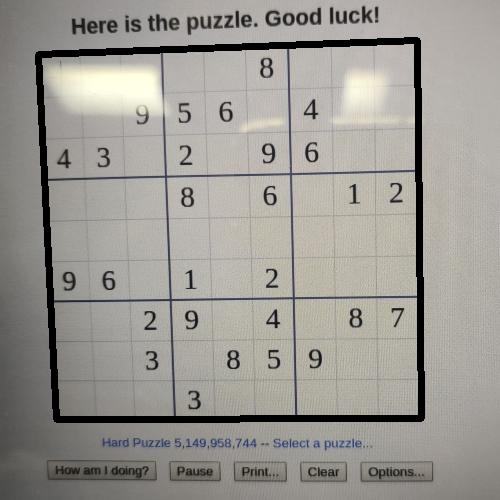 Here is the puzzle. Good luck!
8
9 5 6 4
4 3 2 9 6
8 6 1 2
9 6 1 2
2 9 4 8 7
3 8 5 9
3
Hard Puzzle 5,149,958,744 -- Select a puzzle...
How am I doing? Pause Print... Clear Options...